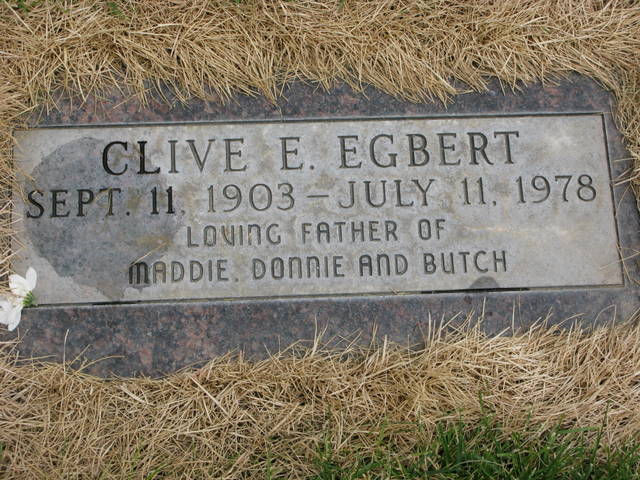 CLIVE E. EGBERT
SEPT. 11, 1903 – JULY 11, 1978
LOVING FATHER OF
MADDIE, DONNIE AND BUTCH